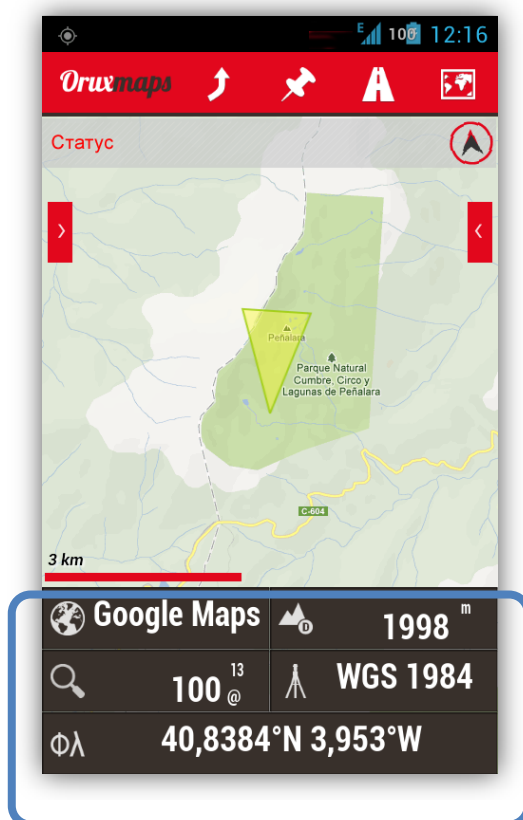 E 100 12:16
Oruxmaps
Статус
Peñalara
Parque Natural
Cumbre, Circo y
Lagunas de Peñalara
C-604
3 km
Google Maps
D 1998 m
100 13 @
WGS 1984
Φλ 40,8384°N 3,953°W